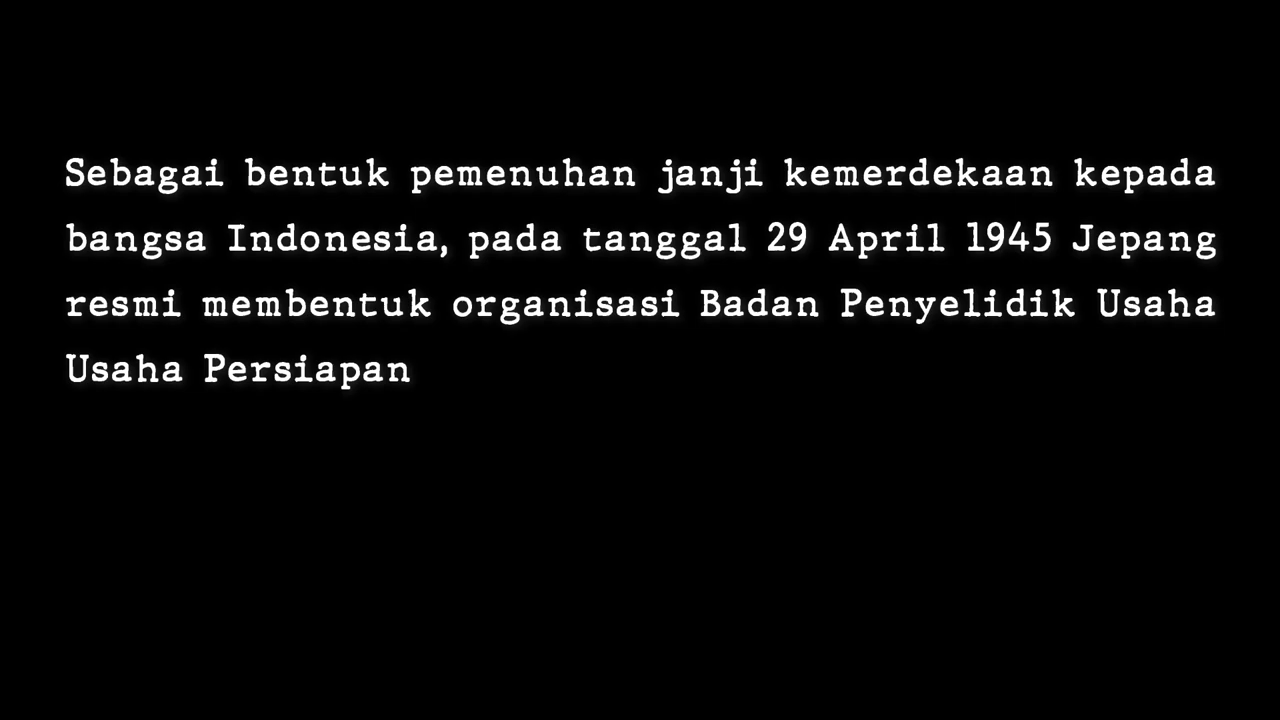 Sebagai bentuk pemenuhan janji kemerdekaan kepada
bangsa Indonesia, pada tanggal 29 April 1945 Jepang
resmi membentuk organisasi Badan Penyelidik Usaha
Usaha Persiapan